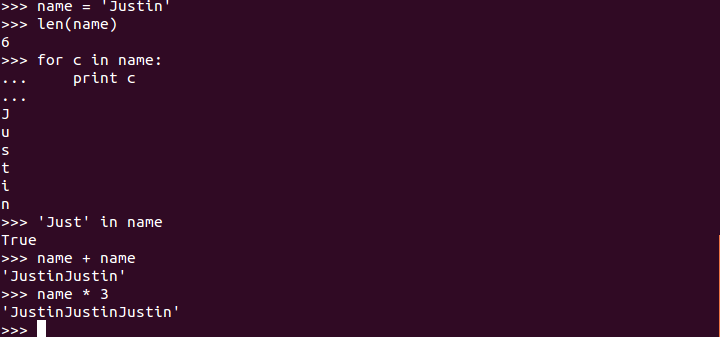 >>> name = 'Justin'
>>> len(name)
6
>>> for c in name:
...     print c
...
J
u
s
t
i
n
>>> 'Just' in name
True
>>> name + name
'JustinJustin'
>>> name * 3
'JustinJustinJustin'
>>>